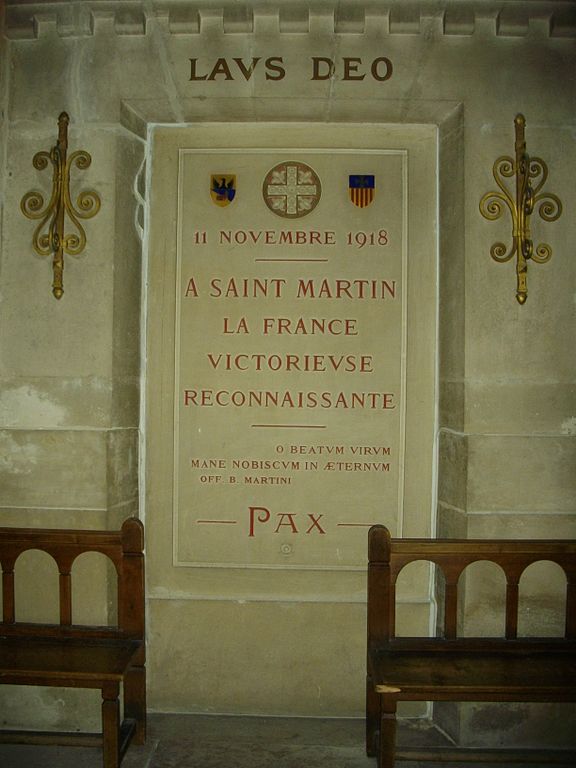 LAVS DEO
11 NOVEMBRE 1918
A SAINT MARTIN
LA FRANCE
VICTORIEVSE
RECONNAISSANTE
O BEATVM VIRVM
MANE NOBISCVM IN ÆTERNVM
OFF. B. MARTINI
PAX